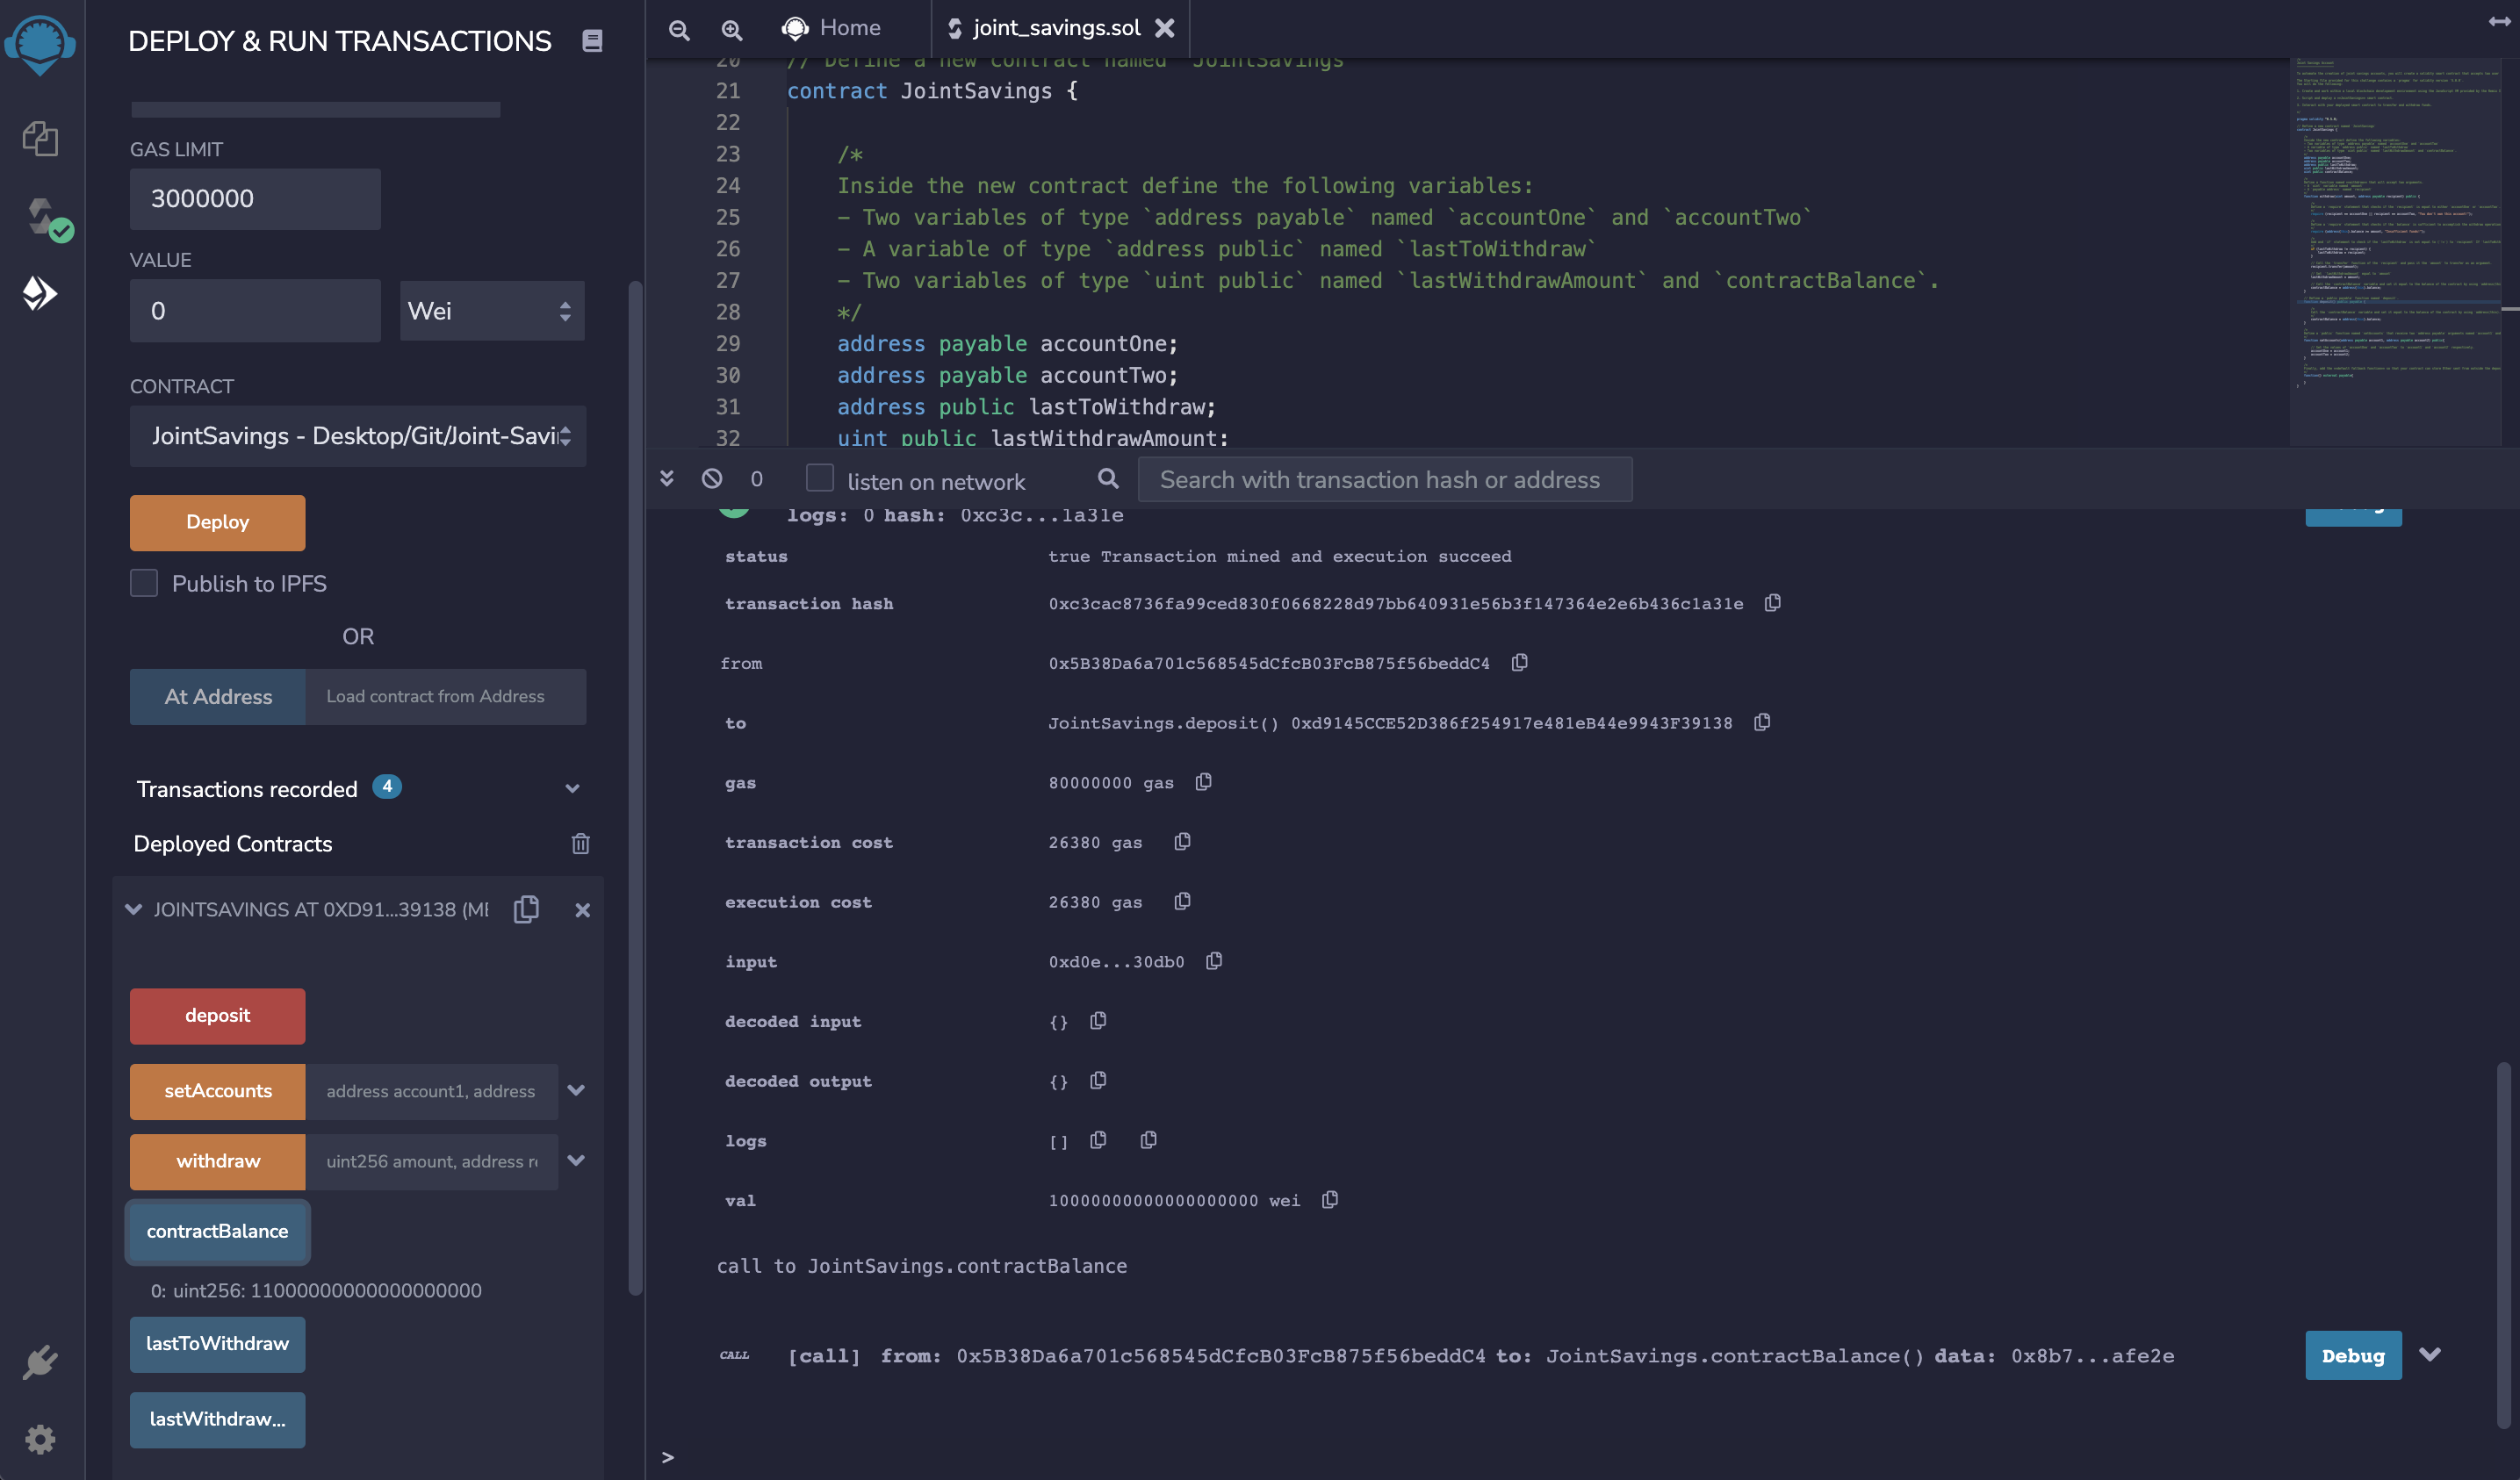 DEPLOY & RUN TRANSACTIONS
GAS LIMIT
3000000
VALUE
0
Wei
CONTRACT
JointSavings - Desktop/Git/Joint-Savi
Deploy
Publish to IPFS
OR
At Address
Load contract from Address
Transactions recorded 4
Deployed Contracts
JOINTSAVINGS AT 0XD91...39138 (ME
deposit
setAccounts
address account1, address
withdraw
uint256 amount, address re
contractBalance
0: uint256: 11000000000000000000
lastToWithdraw
lastWithdraw...
Home
joint_savings.sol
20 // Define a new contract named `JointSavings`
21 contract JointSavings {
22
23 /*
24 Inside the new contract define the following variables:
25 - Two variables of type `address payable` named `accountOne` and `accountTwo`
26 - A variable of type `address public` named `lastToWithdraw`
27 - Two variables of type `uint public` named `lastWithdrawAmount` and `contractBalance`.
28 */
29 address payable accountOne;
30 address payable accountTwo;
31 address public lastToWithdraw;
32 uint public lastWithdrawAmount;
0
listen on network
Search with transaction hash or address
logs: 0 hash: 0xc3c...1a31e
status true Transaction mined and execution succeed
transaction hash 0xc3cac8736fa99ced830f0668228d97bb640931e56b3f147364e2e6b436c1a31e
from 0x5B38Da6a701c568545dCfcB03FcB875f56beddC4
to JointSavings.deposit() 0xd9145CCE52D386f254917e481eB44e9943F39138
gas 80000000 gas
transaction cost 26380 gas
execution cost 26380 gas
input 0xd0e...30db0
decoded input {}
decoded output {}
logs []
val 10000000000000000000 wei
call to JointSavings.contractBalance
CALL [call] from: 0x5B38Da6a701c568545dCfcB03FcB875f56beddC4 to: JointSavings.contractBalance() data: 0x8b7...afe2e
Debug
>